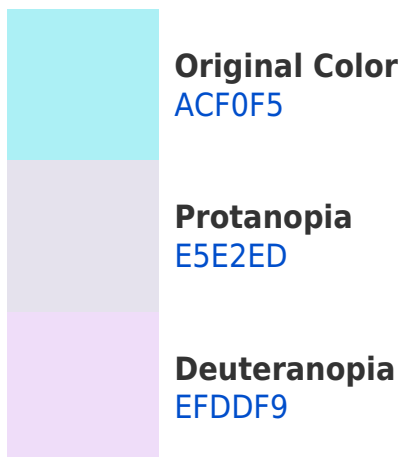 Original Color
ACF0F5
Protanopia
E5E2ED
Deuteranopia
EFDDF9